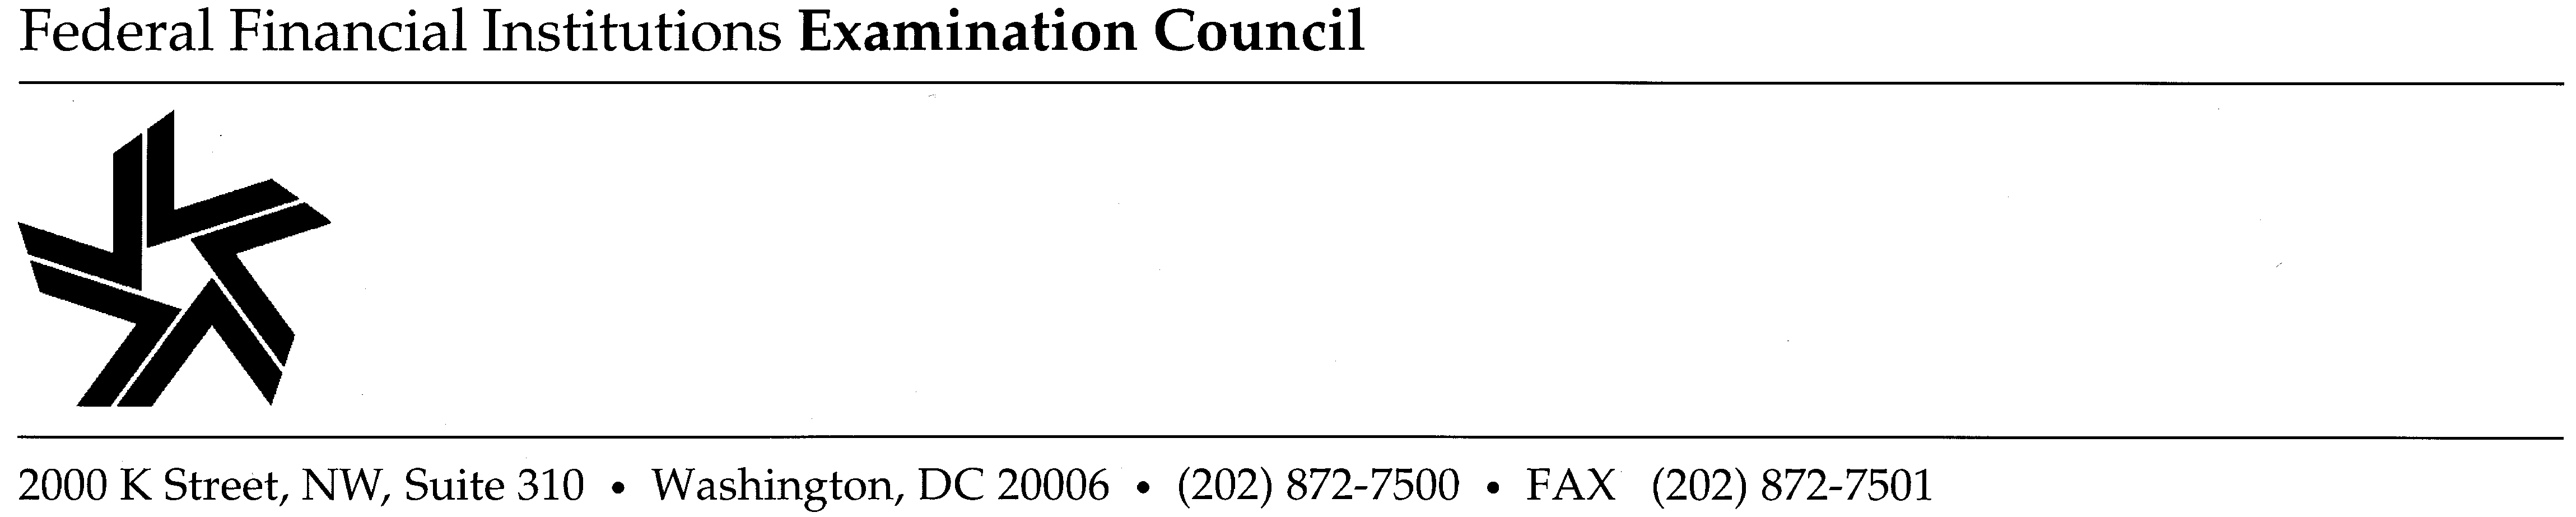 Federal Financial Institutions Examination Council
2000 K Street, NW, Suite 310 • Washington, DC 20006 • (202) 872-7500 • FAX (202) 872-7501